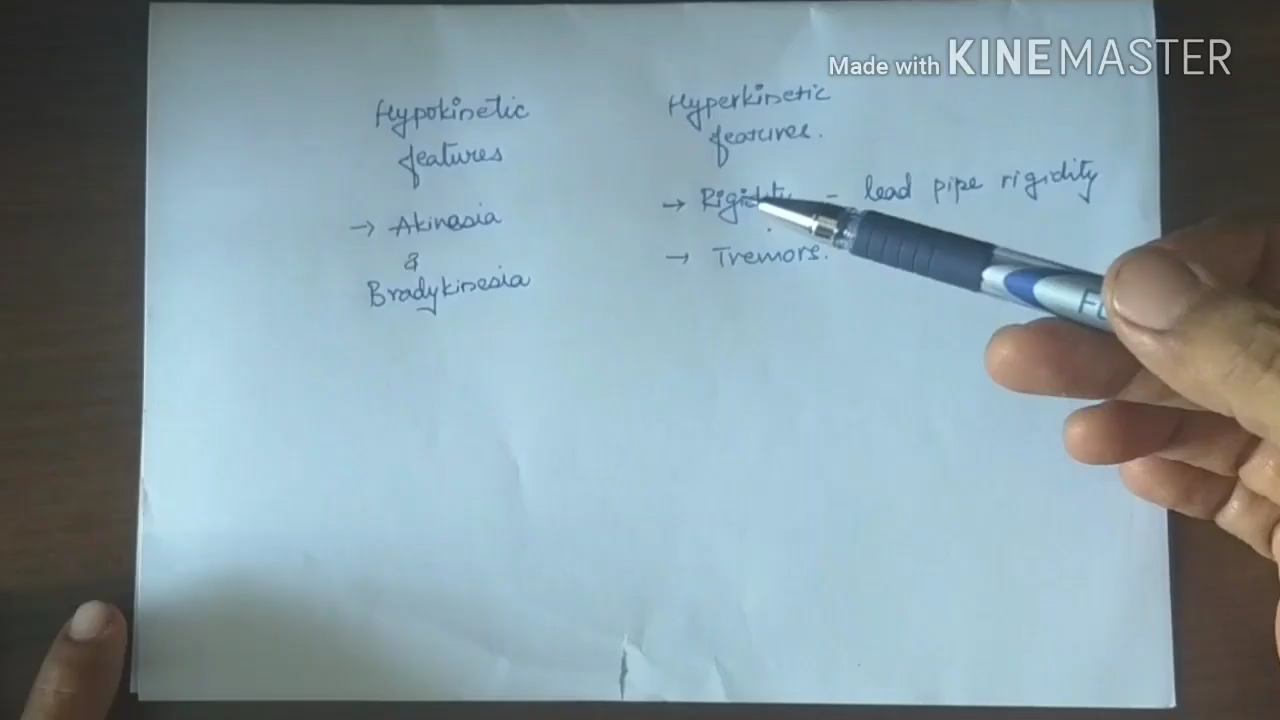 Made with KINEMASTER
Hypokinetic
features
→ Akinesia
&
Bradykinesia
Hyperkinetic
features.
→ Rigidity - lead pipe rigidity
→ Tremors.